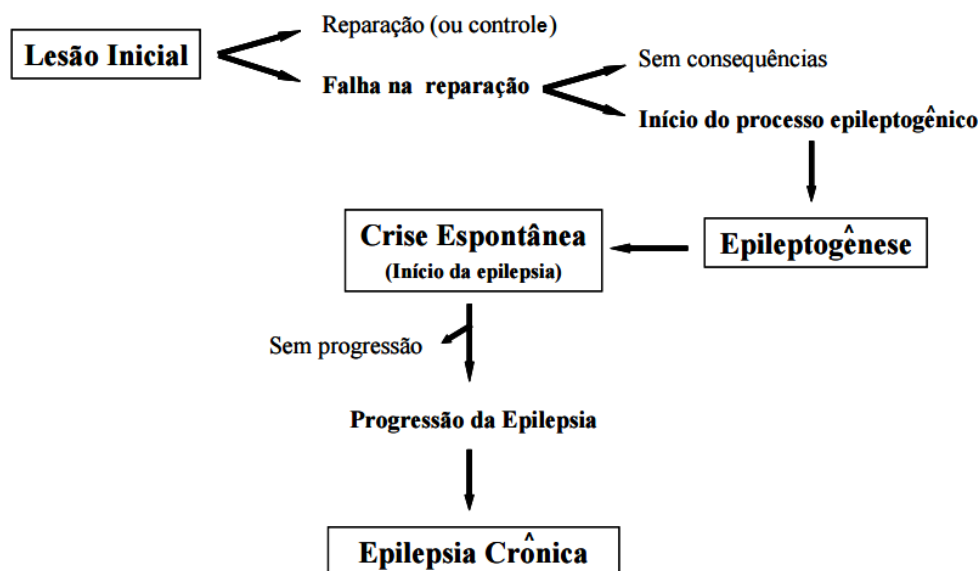 Reparação (ou controle)
Lesão Inicial
Falha na reparação
Sem consequências
Início do processo epileptogênico
Epileptogênese
Crise Espontânea
(Início da epilepsia)
Sem progressão
Progressão da Epilepsia
Epilepsia Crônica